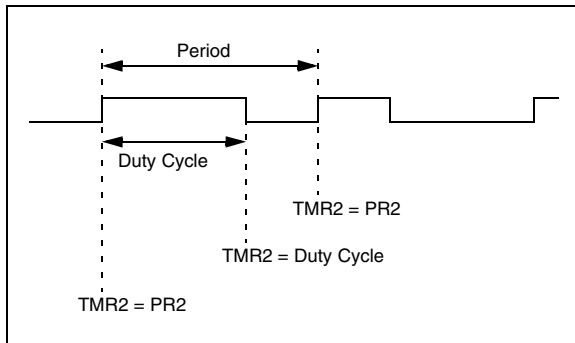 Period
Duty Cycle
TMR2 = PR2
TMR2 = Duty Cycle
TMR2 = PR2